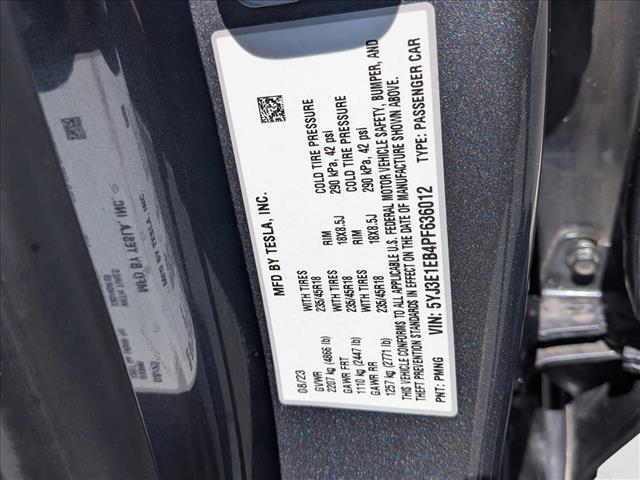 MFD BY TESLA, INC.
08/23
GVWR WITH TIRES RIM COLD TIRE PRESSURE
2207 kg (4866 lb) 235/45R18 18X8.5J 290 kPa, 42 psi
GAWR FRT WITH TIRES RIM COLD TIRE PRESSURE
1110 kg (2447 lb) 235/45R18 18X8.5J 290 kPa, 42 psi
GAWR RR WITH TIRES
1257 kg (2771 lb) 235/45R18
THIS VEHICLE CONFORMS TO ALL APPLICABLE U.S. FEDERAL MOTOR VEHICLE SAFETY, BUMPER, AND
THEFT PREVENTION STANDARDS IN EFFECT ON THE DATE OF MANUFACTURE SHOWN ABOVE.
VIN: 5YJ3E1EB4PF636012 TYPE: PASSENGER CAR
PNT: PMNG